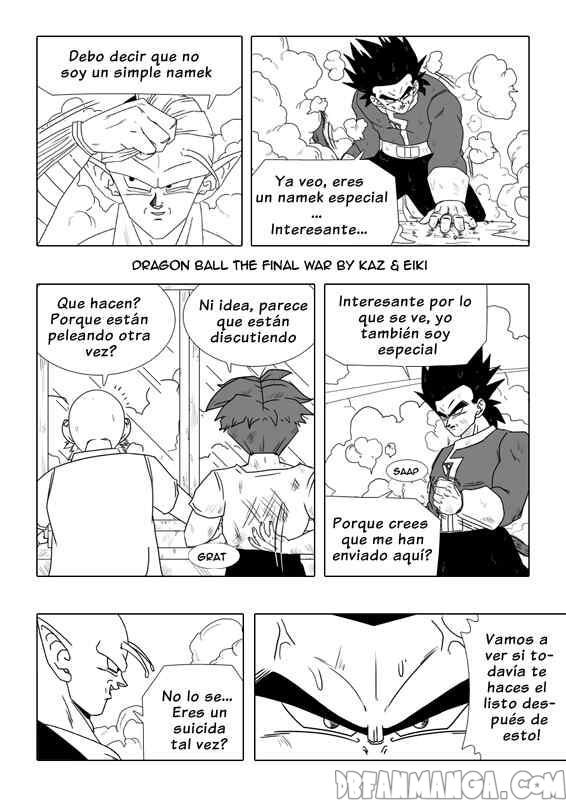 Debo decir que no
soy un simple namek
Ya veo, eres
un namek especial
...
Interesante...
DRAGON BALL THE FINAL WAR BY KAZ & EIKI
Que hacen?
Porque están
peleando otra
vez?
Ni idea, parece
que están
discutiendo
GRAT
Interesante por lo
que se ve, yo
también soy
especial
SAAP
Porque crees
que me han
enviado aquí?
No lo se...
Eres un
suicida
tal vez?
Vamos a
ver si to-
davía te
haces el
listo des-
pués de
esto!
DBFANMANGA.COM